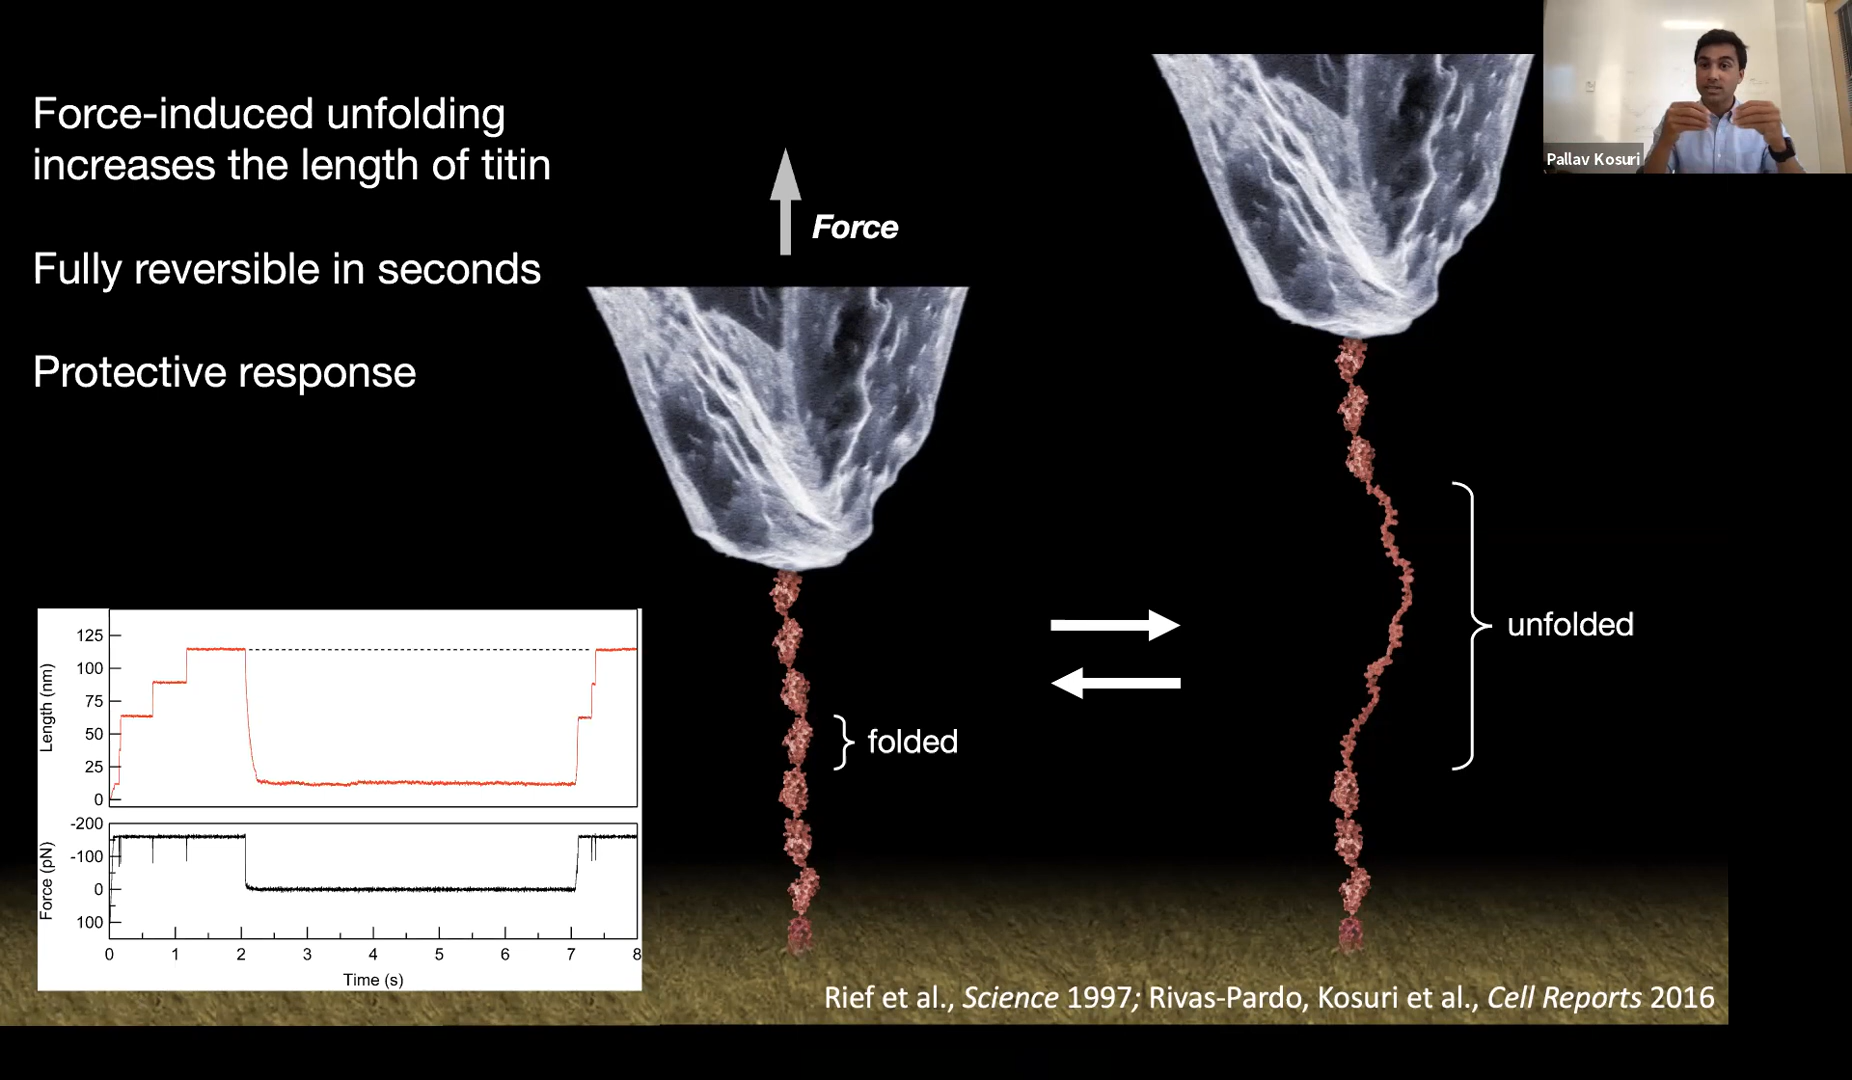 Force-induced unfolding
increases the length of titin
Fully reversible in seconds
Protective response
Force
Pallav Kosuri
folded
unfolded
Length (nm)
125
100
75
50
25
0
Force (pN)
-200
-100
0
100
0 1 2 3 4 5 6 7 8
Time (s)
Rief et al., Science 1997; Rivas-Pardo, Kosuri et al., Cell Reports 2016